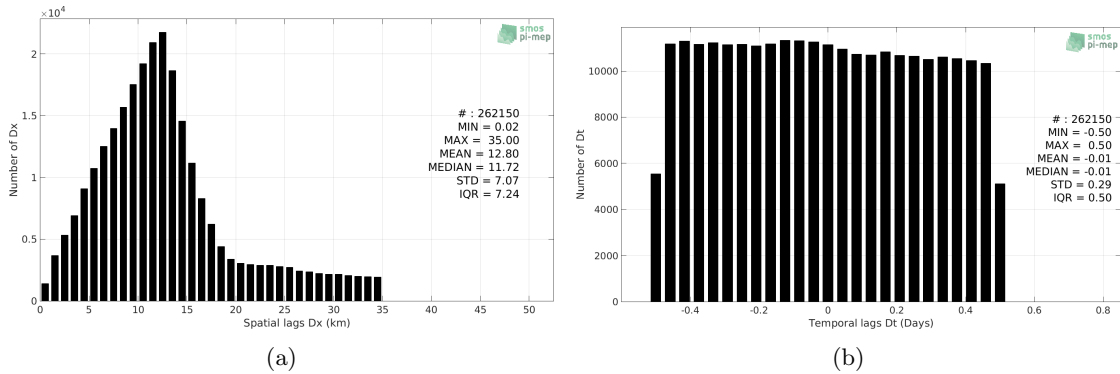 ×10⁴
smos
pi-mep
2
1.5
1
0.5
0
Number of Dx
# : 262150
MIN = 0.02
MAX = 35.00
MEAN = 12.80
MEDIAN = 11.72
STD = 7.07
IQR = 7.24
0 5 10 15 20 25 30 35 40 45 50
Spatial lags Dx (km)
(a)
smos
pi-mep
10000
8000
6000
4000
2000
0
Number of Dt
# : 262150
MIN = -0.50
MAX = 0.50
MEAN = -0.01
MEDIAN = -0.01
STD = 0.29
IQR = 0.50
-0.4 -0.2 0 0.2 0.4 0.6 0.8
Temporal lags Dt (Days)
(b)